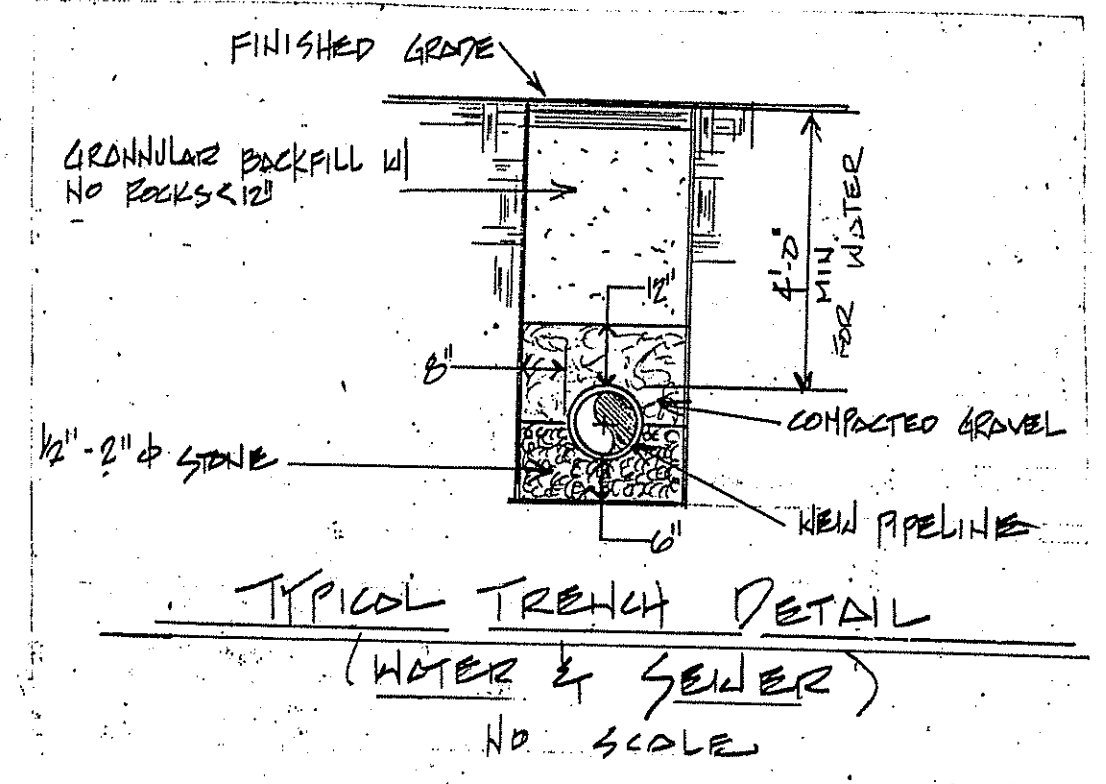 FINISHED GRADE
GRANNULAR BACKFILL W/
NO ROCKS < 12"
4'-0"
MIN
FOR WATER
12"
8"
COMPACTED GRAVEL
1/2" - 2" Φ STONE
NEW PIPELINE
6"
TYPICAL TRENCH DETAIL
(WATER & SEWER)
NO SCALE